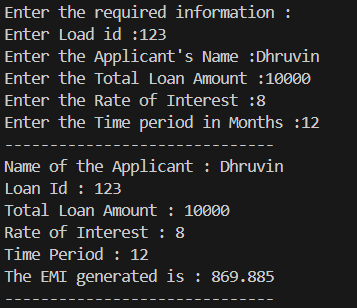 Enter the required information :
Enter Load id :123
Enter the Applicant's Name :Dhruvin
Enter the Total Loan Amount :10000
Enter the Rate of Interest :8
Enter the Time period in Months :12
------------------------------
Name of the Applicant : Dhruvin
Loan Id : 123
Total Loan Amount : 10000
Rate of Interest : 8
Time Period : 12
The EMI generated is : 869.885
------------------------------